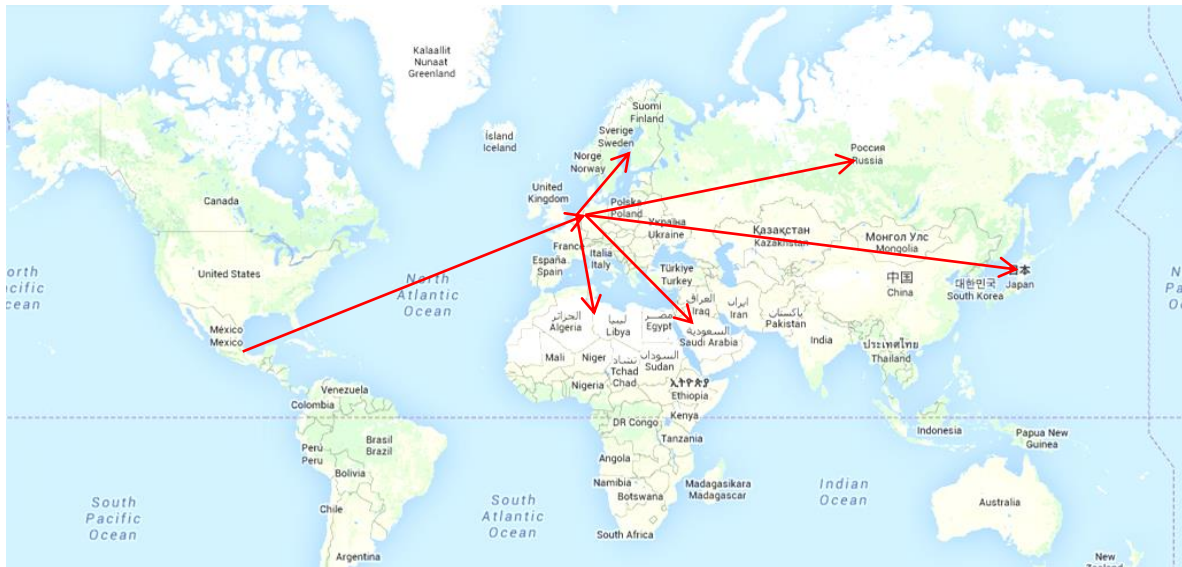 Kalaallit
Nunaat
Greenland
Ísland
Iceland
Suomi
Finland
Sverige
Sweden
Norge
Norway
Россия
Russia
United
Kingdom
Canada
Polska
Poland
Україна
Ukraine
Қазақстан
Kazakhstan
Монгол Улс
Mongolia
France
Italia
Italy
España
Spain
Türkiye
Turkey
United States
North
Atlantic
Ocean
orth
acific
cean
中国
China
대한민국
South Korea
日本
Japan
N
Pa
O
العراق
Iraq
ایران
Iran
پاکستان
Pakistan
México
Mexico
الجزائر
Algeria
ليبيا
Libya
مصر
Egypt
السعودية
Saudi Arabia
India
ประเทศไทย
Thailand
Mali
Niger
تشاد
Tchad
Chad
السودان
Sudan
Nigeria
ኢትዮጵያ
Ethiopia
Venezuela
Colombia
DR Congo
Kenya
Tanzania
Indonesia
Papua New
Guinea
Perú
Peru
Brasil
Brazil
Bolivia
Angola
Namibia
Botswana
Madagasikara
Madagascar
Chile
South Africa
Argentina
South
Pacific
Ocean
South
Atlantic
Ocean
Indian
Ocean
Australia
New